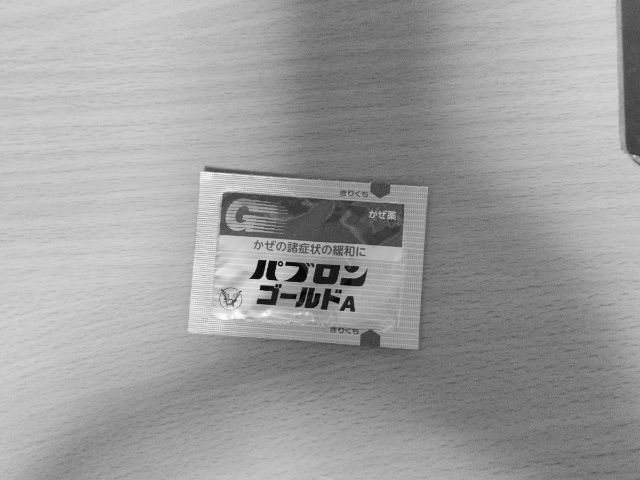 きりくち
G
かぜ薬
かぜの諸症状の緩和に
パブロン
ゴールドA
きりくち